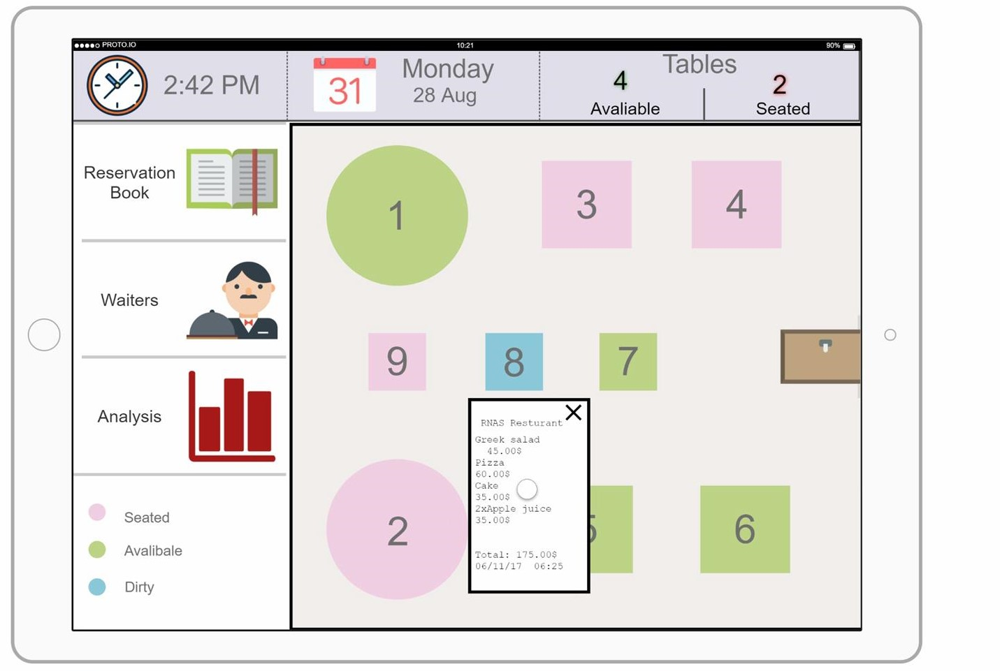 PROTO.IO
10:21
90%
2:42 PM
31
Monday
28 Aug
Tables
4
Avaliable
2
Seated
Reservation
Book
Waiters
Analysis
Seated
Avalibale
Dirty
1
3
4
9
8
7
2
5
6
RNAS Resturant
Greek salad
45.00$
Pizza
60.00$
Cake
35.00$
2xApple juice
35.00$
Total: 175.00$
06/11/17 06:25